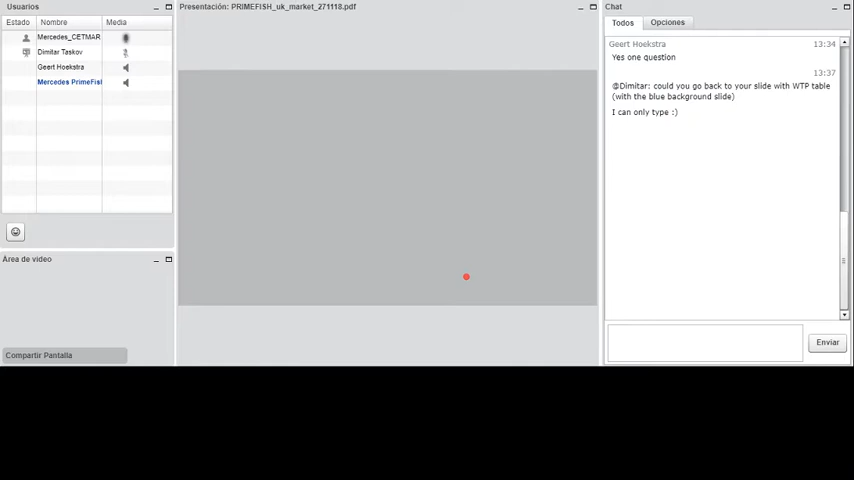 Usuarios
Estado Nombre Media
Mercedes_CETMAR
Dimitar Taskov
Geert Hoekstra
Mercedes PrimeFish
Área de video
Compartir Pantalla
Presentación: PRIMEFISH_uk_market_271118.pdf
Chat
Todos Opciones
Geert Hoekstra 13:34
Yes one question
13:37
@Dimitar: could you go back to your slide with WTP table
(with the blue background slide)
I can only type :)
Enviar